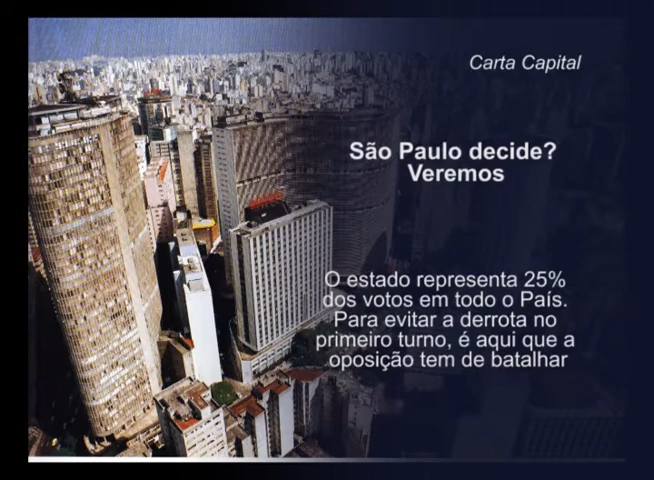 Carta Capital
São Paulo decide?
Veremos
O estado representa 25%
dos votos em todo o País.
Para evitar a derrota no
primeiro turno, é aqui que a
oposição tem de batalhar